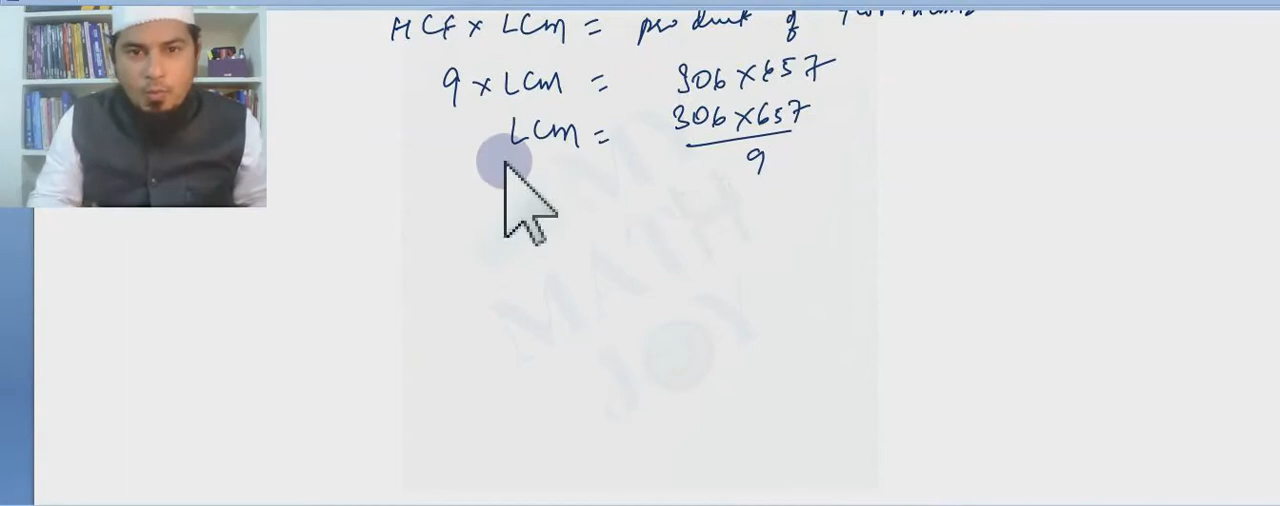 HCF x LCM = product of
9 x LCM = 306 x 657
LCM = 306 x 657
9